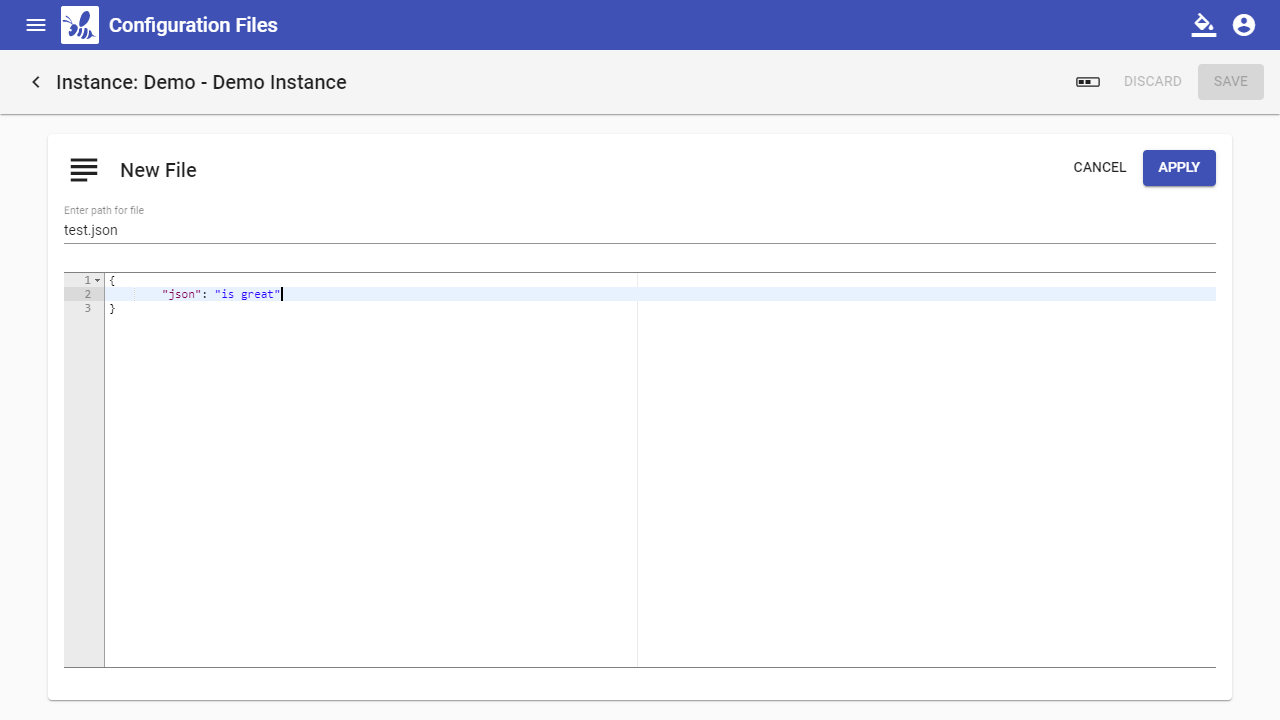 Configuration Files
Instance: Demo - Demo Instance
DISCARD
SAVE
New File
CANCEL
APPLY
Enter path for file
test.json
1 {
2 "json": "is great"
3 }